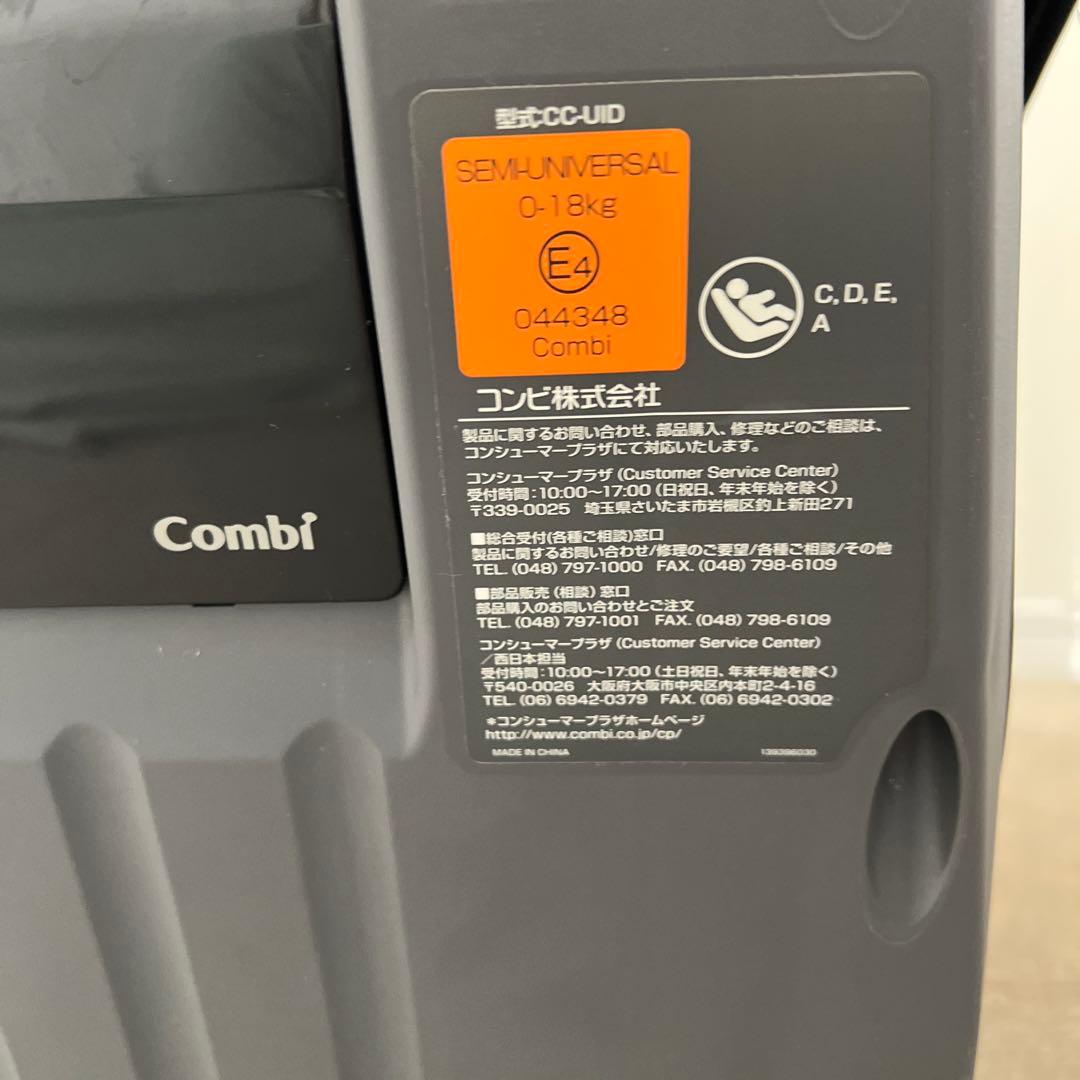 型式:CC-UID
SEMI-UNIVERSAL
0-18kg
E4
044348
Combi
C, D, E,
A
コンビ株式会社
製品に関するお問い合わせ、部品購入、修理などのご相談は、
コンシューマープラザにて対応いたします。
コンシューマープラザ (Customer Service Center)
受付時間:10:00〜17:00 (日祝日、年末年始を除く)
〒339-0025 埼玉県さいたま市岩槻区釣上新田271
■総合受付(各種ご相談)窓口
製品に関するお問い合わせ/修理のご要望/各種ご相談/その他
TEL. (048) 797-1000 FAX. (048) 798-6109
■部品販売 (相談) 窓口
部品購入のお問い合わせとご注文
TEL. (048) 797-1001 FAX. (048) 798-6109
コンシューマープラザ (Customer Service Center)
/西日本担当
受付時間:10:00〜17:00 (土日祝日、年末年始を除く)
〒540-0026 大阪府大阪市中央区内本町2-4-16
TEL. (06) 6942-0379 FAX. (06) 6942-0302
*コンシューマープラザホームページ
http://www.combi.co.jp/cp/
MADE IN CHINA 139396030
Combi